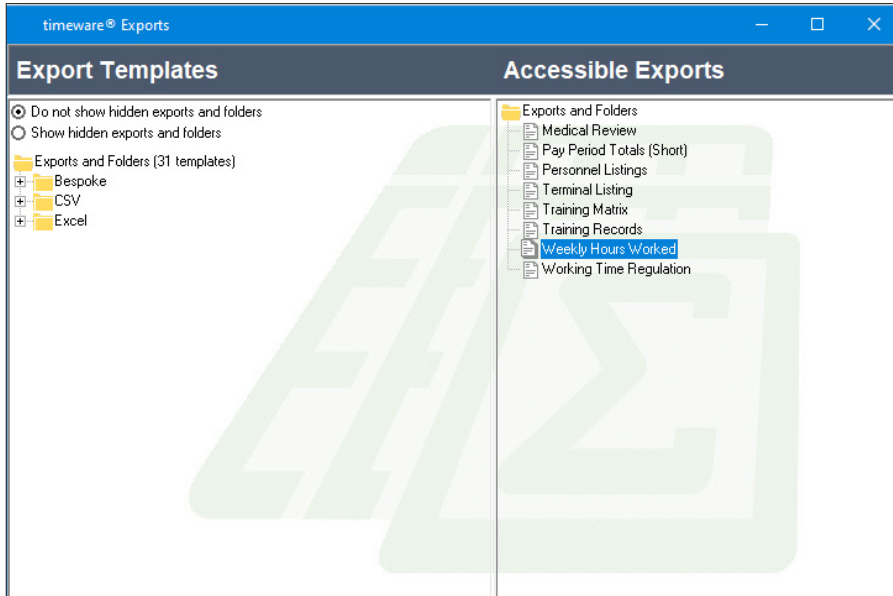 timeware® Exports
Export Templates
Accessible Exports
Do not show hidden exports and folders
Show hidden exports and folders
Exports and Folders (31 templates)
Bespoke
CSV
Excel
Exports and Folders
Medical Review
Pay Period Totals (Short)
Personnel Listings
Terminal Listing
Training Matrix
Training Records
Weekly Hours Worked
Working Time Regulation